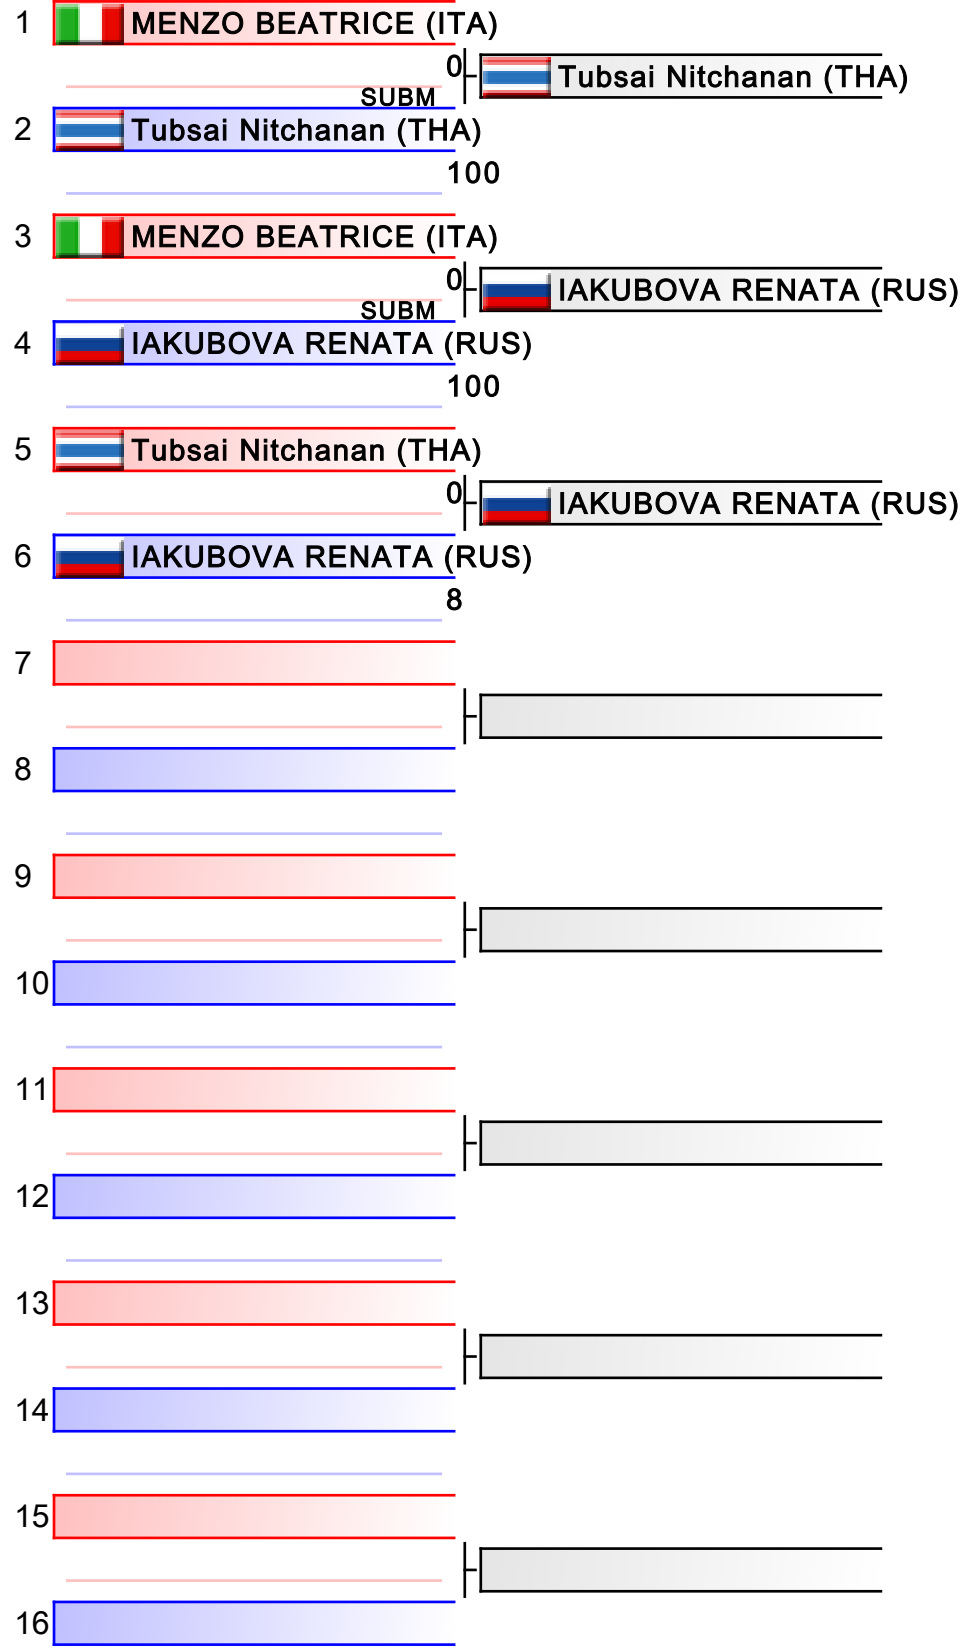 1 MENZO BEATRICE (ITA)
0 Tubsai Nitchanan (THA)
SUBM
2 Tubsai Nitchanan (THA)
100
3 MENZO BEATRICE (ITA)
0 IAKUBOVA RENATA (RUS)
SUBM
4 IAKUBOVA RENATA (RUS)
100
5 Tubsai Nitchanan (THA)
0 IAKUBOVA RENATA (RUS)
6 IAKUBOVA RENATA (RUS)
8
7
8
9
10
11
12
13
14
15
16